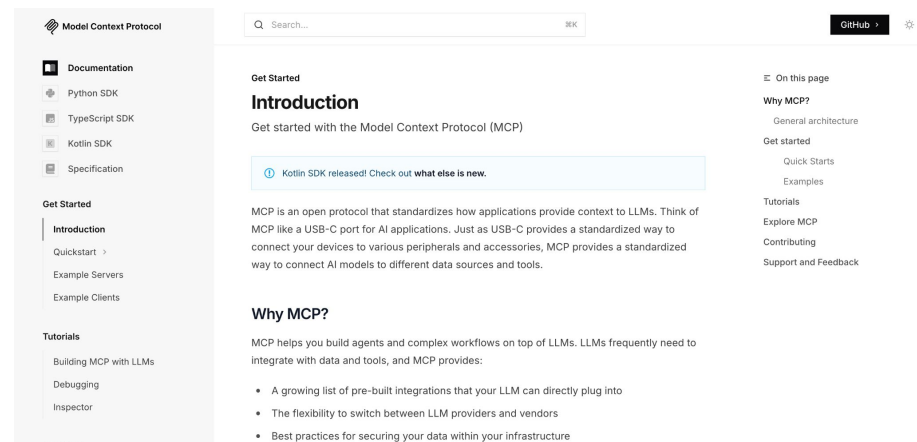 Model Context Protocol
Search...
⌘K
GitHub
Documentation
Python SDK
TypeScript SDK
Kotlin SDK
Specification
Get Started
Introduction
Quickstart
Example Servers
Example Clients
Tutorials
Building MCP with LLMs
Debugging
Inspector
Get Started
Introduction
Get started with the Model Context Protocol (MCP)
Kotlin SDK released! Check out what else is new.
MCP is an open protocol that standardizes how applications provide context to LLMs. Think of
MCP like a USB-C port for AI applications. Just as USB-C provides a standardized way to
connect your devices to various peripherals and accessories, MCP provides a standardized
way to connect AI models to different data sources and tools.
Why MCP?
MCP helps you build agents and complex workflows on top of LLMs. LLMs frequently need to
integrate with data and tools, and MCP provides:
• A growing list of pre-built integrations that your LLM can directly plug into
• The flexibility to switch between LLM providers and vendors
• Best practices for securing your data within your infrastructure
On this page
Why MCP?
General architecture
Get started
Quick Starts
Examples
Tutorials
Explore MCP
Contributing
Support and Feedback